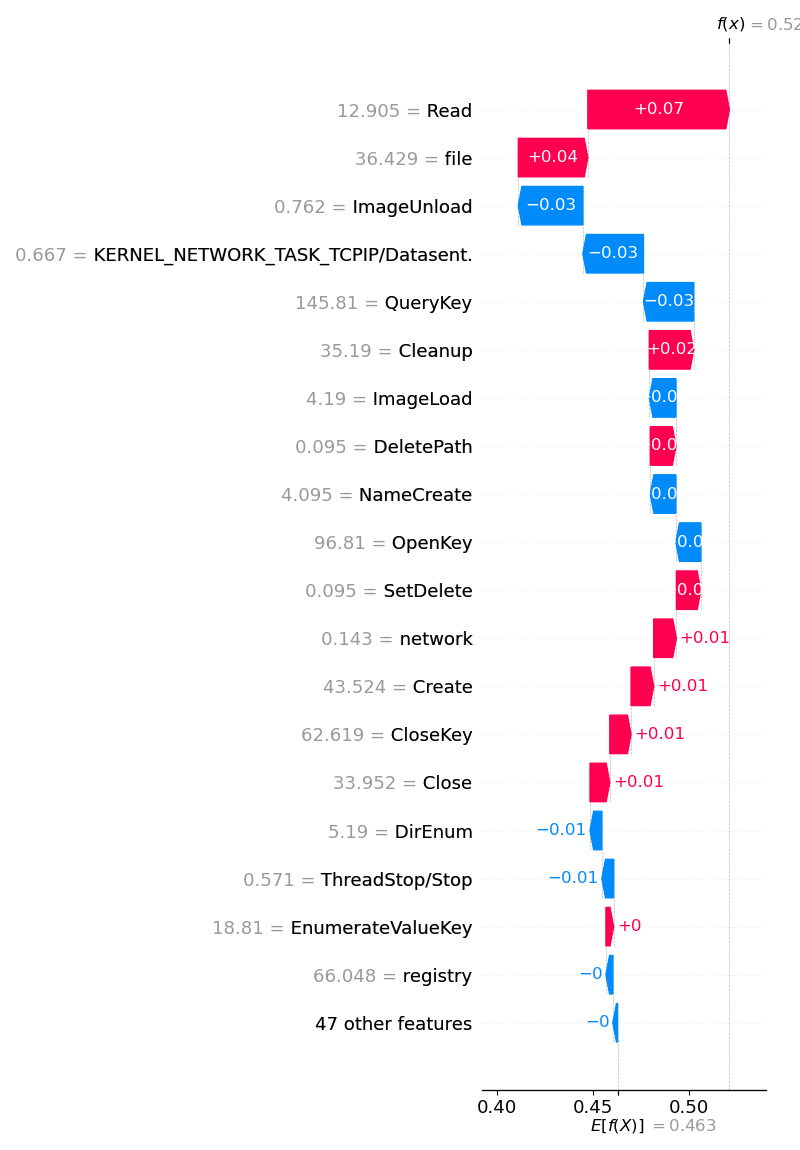 f(x) = 0.52
12.905 = Read
+0.07
36.429 = file
+0.04
0.762 = ImageUnload
−0.03
0.667 = KERNEL_NETWORK_TASK_TCPIP/Datasent.
−0.03
145.81 = QueryKey
−0.03
35.19 = Cleanup
+0.02
4.19 = ImageLoad
0.0
0.095 = DeletePath
0.0
4.095 = NameCreate
0.0
96.81 = OpenKey
0.0
0.095 = SetDelete
0.0
0.143 = network
+0.01
43.524 = Create
+0.01
62.619 = CloseKey
+0.01
33.952 = Close
+0.01
5.19 = DirEnum
−0.01
0.571 = ThreadStop/Stop
−0.01
18.81 = EnumerateValueKey
+0
66.048 = registry
−0
47 other features
−0
0.40 0.45 0.50
E[f(X)] = 0.463